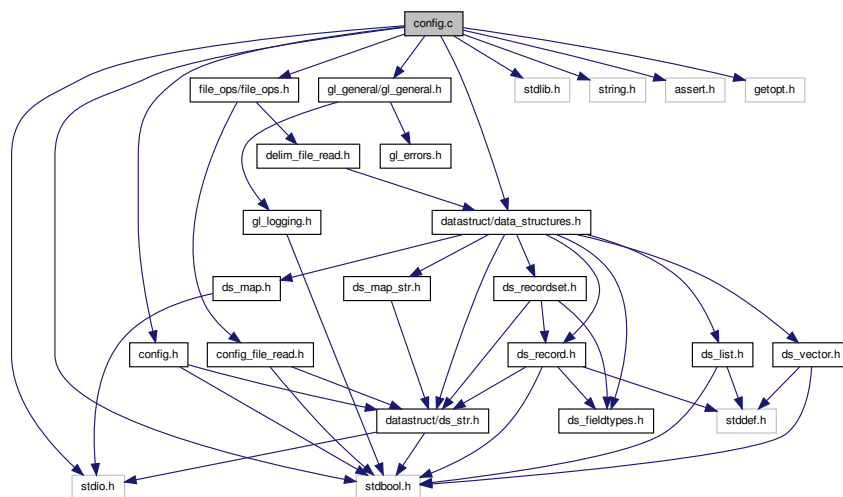 config.c
file_ops/file_ops.h
gl_general/gl_general.h
stdlib.h
string.h
assert.h
getopt.h
delim_file_read.h
gl_errors.h
gl_logging.h
datastruct/data_structures.h
ds_map.h
ds_map_str.h
ds_recordset.h
config.h
config_file_read.h
ds_record.h
ds_list.h
ds_vector.h
datastruct/ds_str.h
ds_fieldtypes.h
stddef.h
stdio.h
stdbool.h